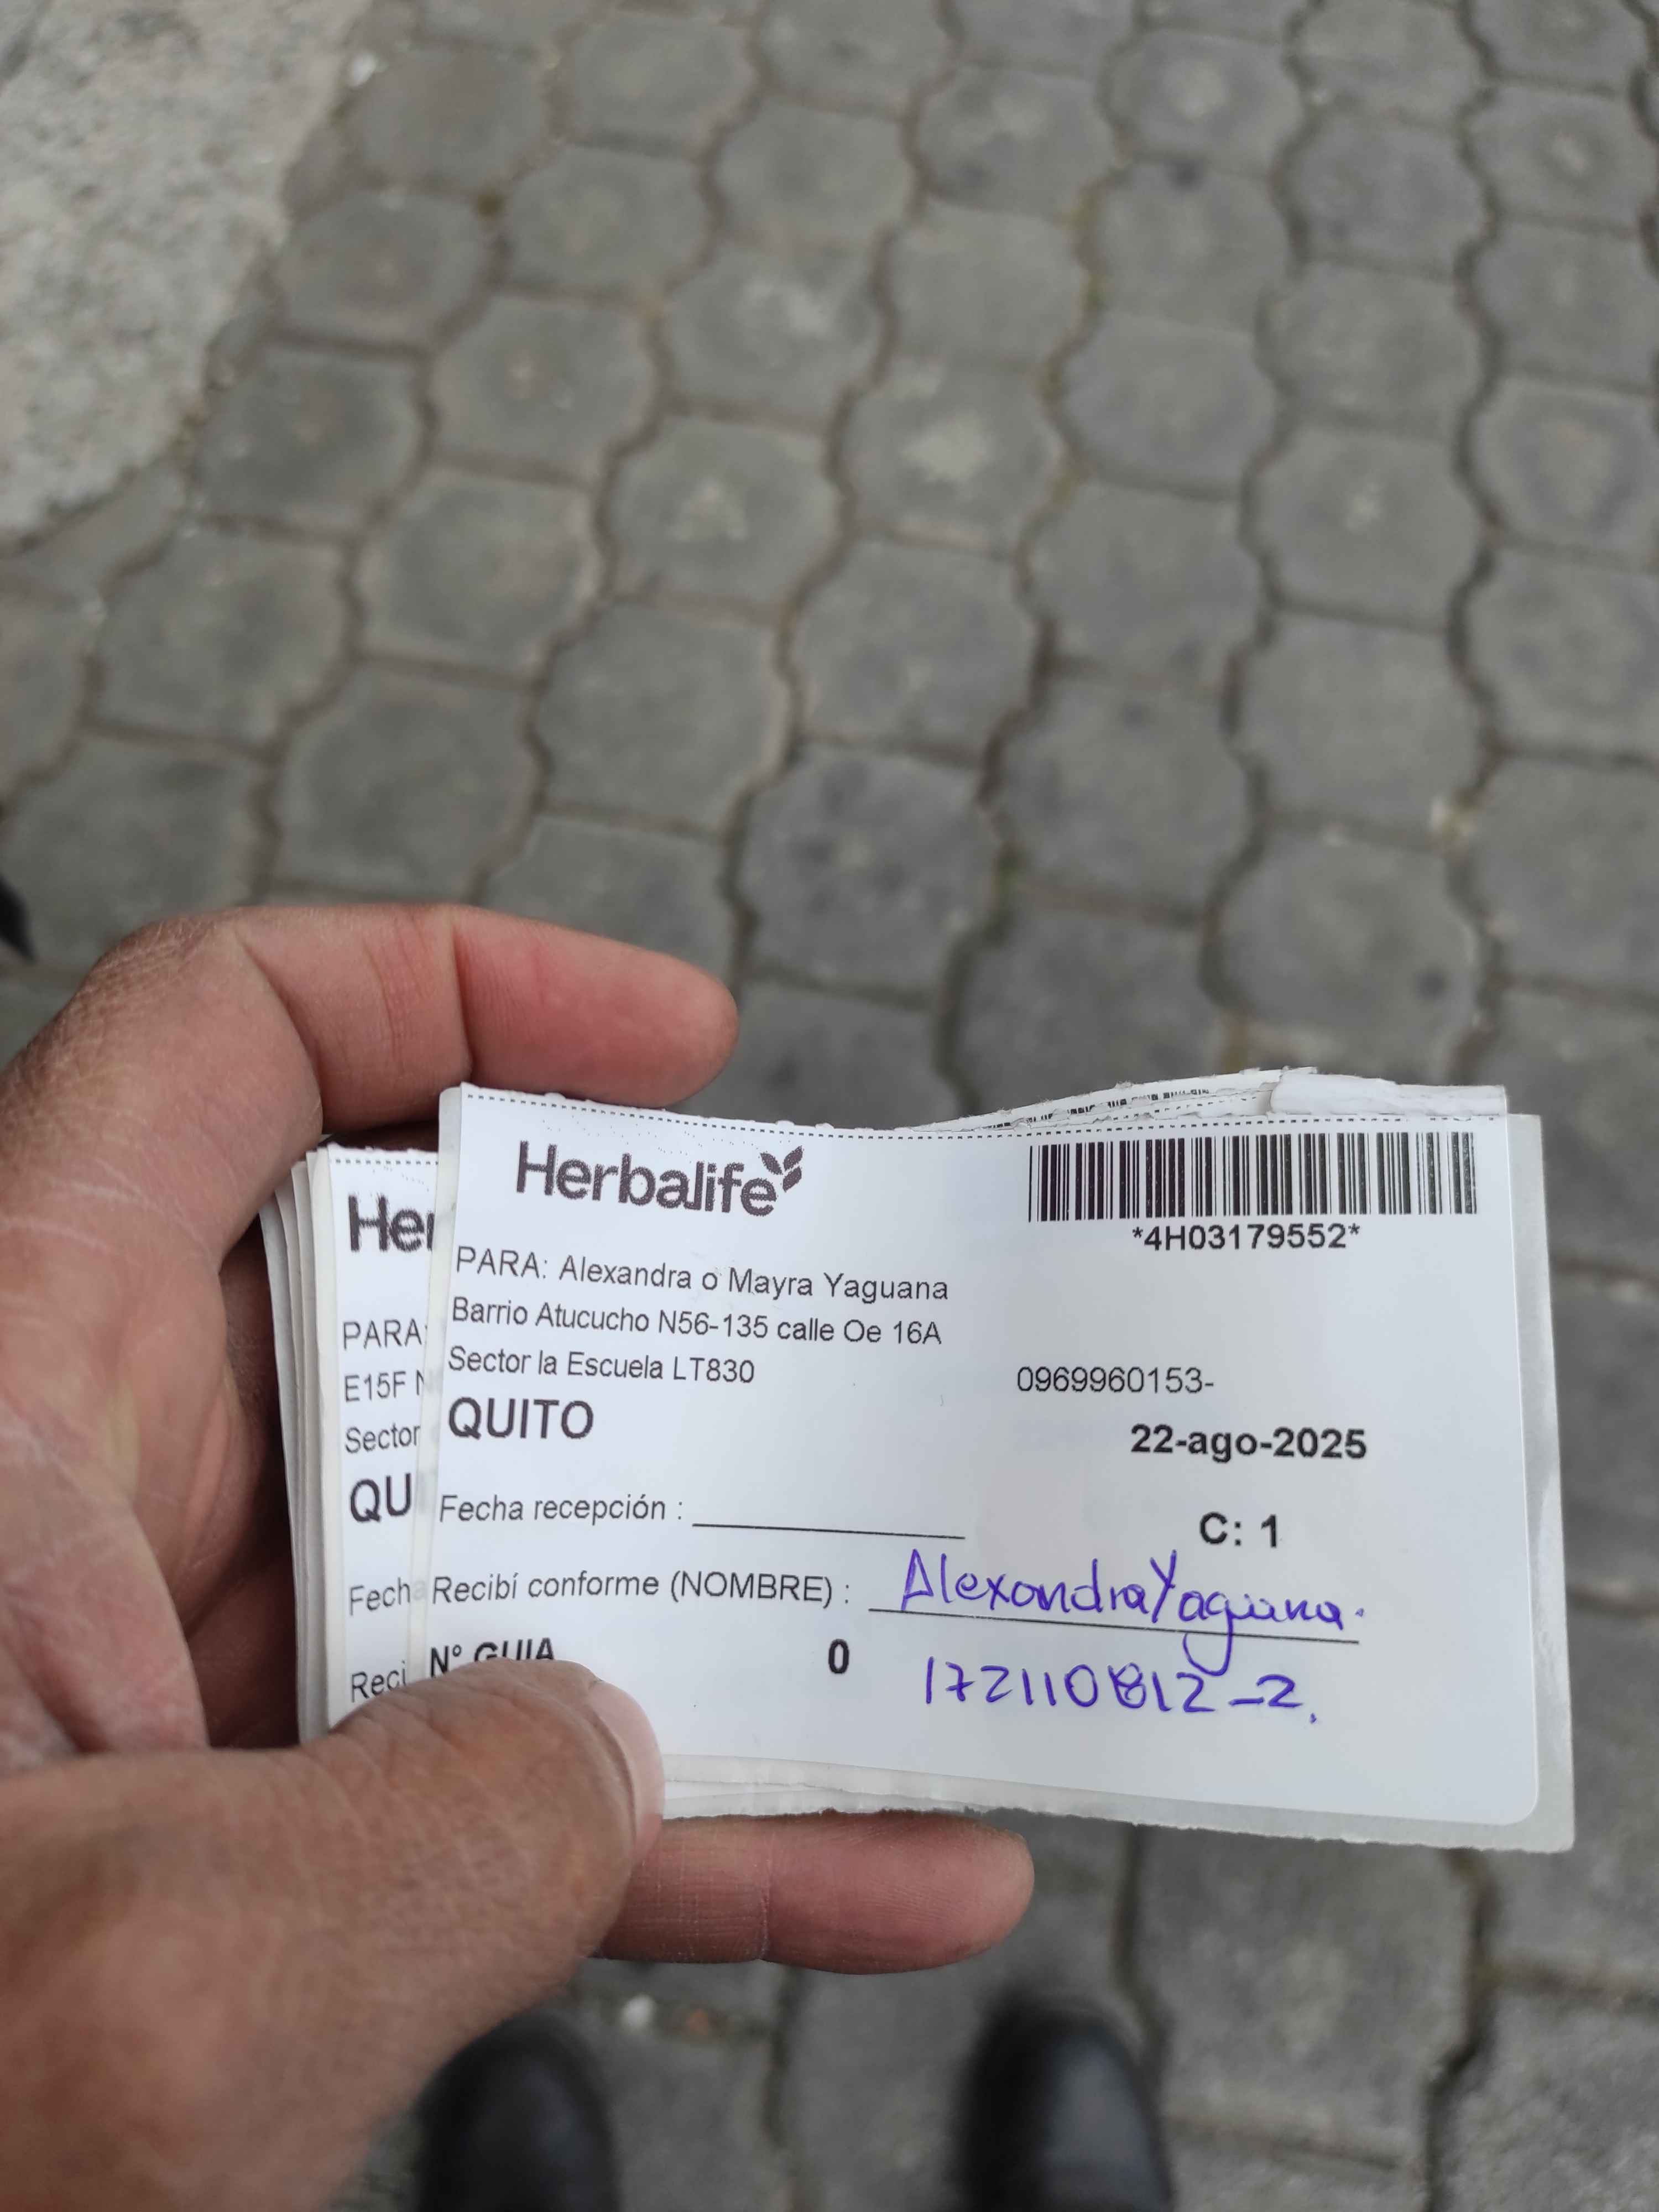 Herbalife
*4H03179552*
PARA: Alexandra o Mayra Yaguana
Barrio Atucucho N56-135 calle Oe 16A
Sector la Escuela LT830
0969960153-
QUITO
22-ago-2025
Fecha recepción :
C: 1
Recibí conforme (NOMBRE) : Alexandra Yaguana.
N° GUIA 0
172110812-2.
Her
PARA
E15F
Sector
QU
Fech
Reci